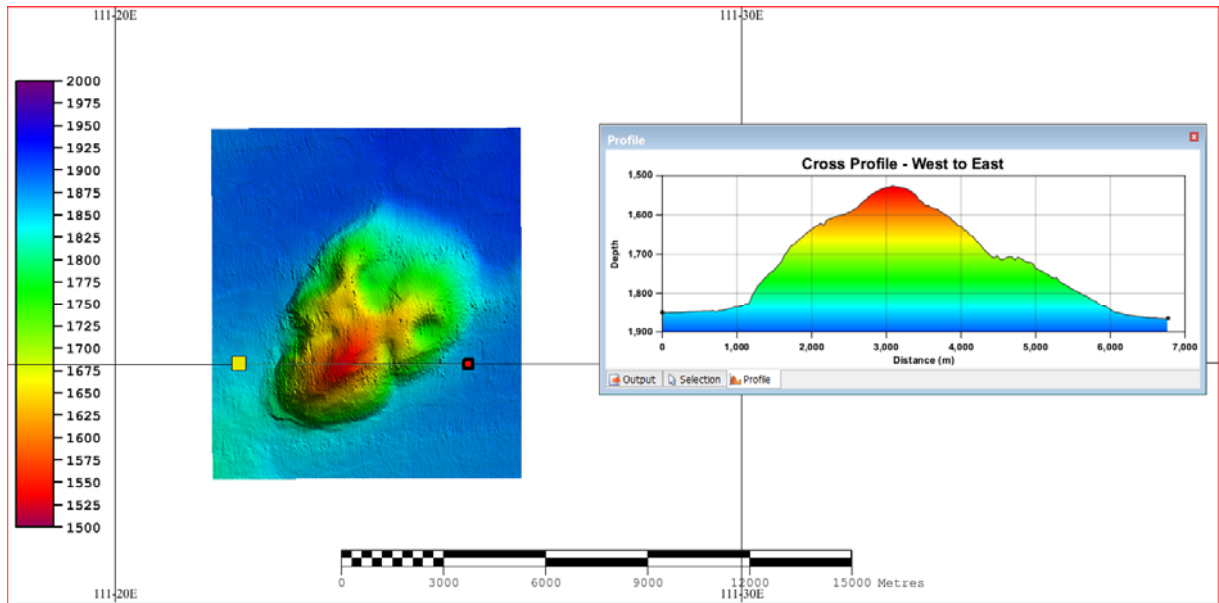 111-20E
111-30E
2000
1975
1950
1925
1900
1875
1850
1825
1800
1775
1750
1725
1700
1675
1650
1625
1600
1575
1550
1525
1500
Profile
Cross Profile - West to East
Depth
1,500
1,600
1,700
1,800
1,900
0 1,000 2,000 3,000 4,000 5,000 6,000 7,000
Distance (m)
Output Selection Profile
0 3000 6000 9000 12000 15000 Metres
111-20E
111-30E